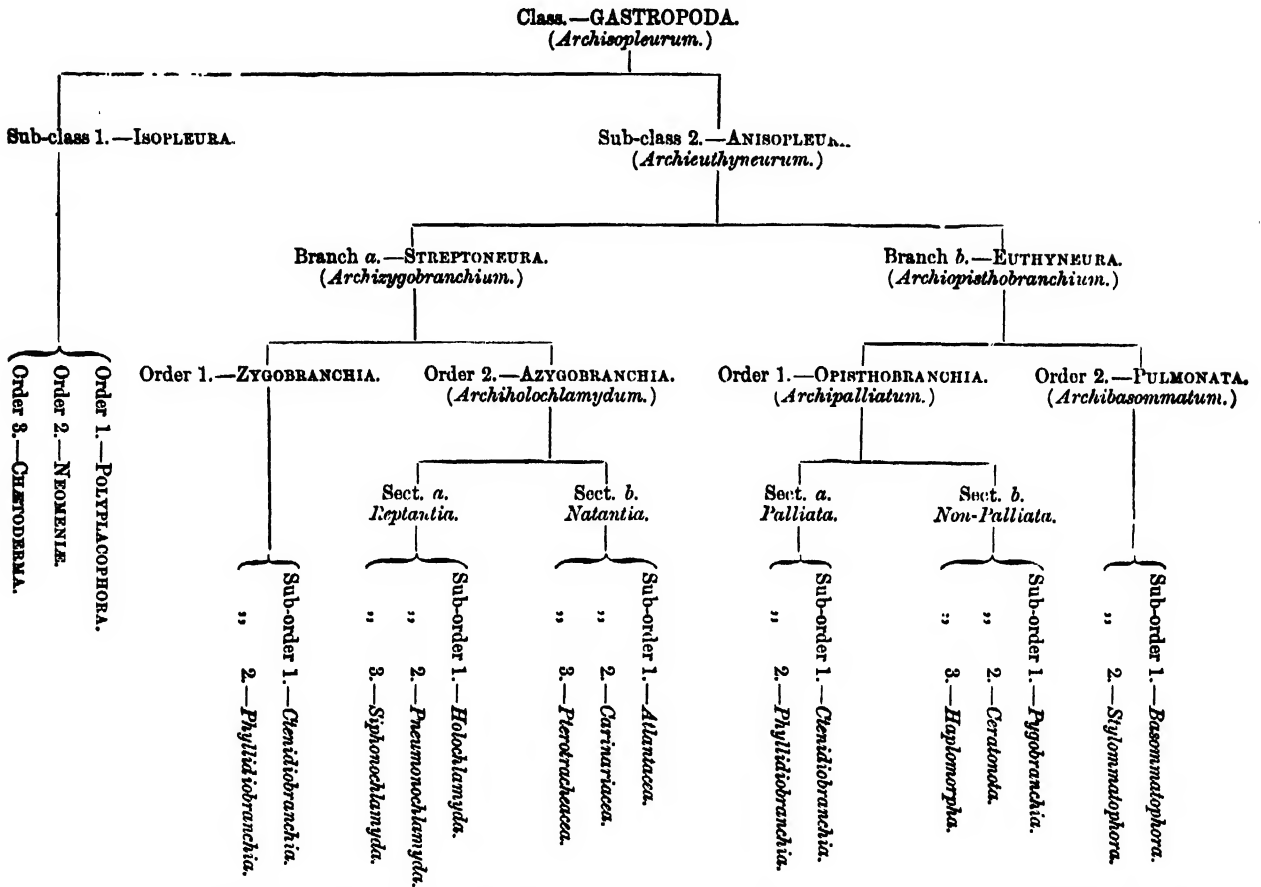 Class.—GASTROPODA.
(Archisopleurum.)
Sub-class 1.—ISOPLEURA.
Sub-class 2.—ANISOPLEU
(Archieuthyneurum.)
Branch a.—STREPTONEURA.
(Archizygobranchium.)
Branch b.—EUTHYNEURA.
(Archiopisthobranchium.)
Order 1.—POLYPLACOPHORA.
Order 2.—NEOMENIÆ.
Order 3.—CHÆTODERMA.
Order 1.—ZYGOBRANCHIA.
Order 2.—AZYGOBRANCHIA.
(Archiholochlamydum.)
Order 1.—OPISTHOBRANCHIA.
(Archipalliatum.)
Order 2.—PULMONATA.
(Archibasommatum.)
Sect. a.
Reptantia.
Sect. b.
Natantia.
Sect. a.
Palliata.
Sect. b.
Non-Palliata.
Sub-order 1.—Ctenidiobranchia.
„ 2.—Phyllidiobranchia.
Sub-order 1.—Holochlamyda.
„ 2.—Pneumonochlamyda.
„ 3.—Siphonochlamyda.
Sub-order 1.—Atlantacea.
„ 2.—Carinariacea.
„ 3.—Pterotracheacea.
Sub-order 1.—Ctenidiobranchia.
„ 2.—Phyllidiobranchia.
Sub-order 1.—Pygobranchia.
„ 2.—Ceratonota.
„ 3.—Haplomorpha.
Sub-order 1.—Basommatophora.
„ 2.—Stylommatophora.